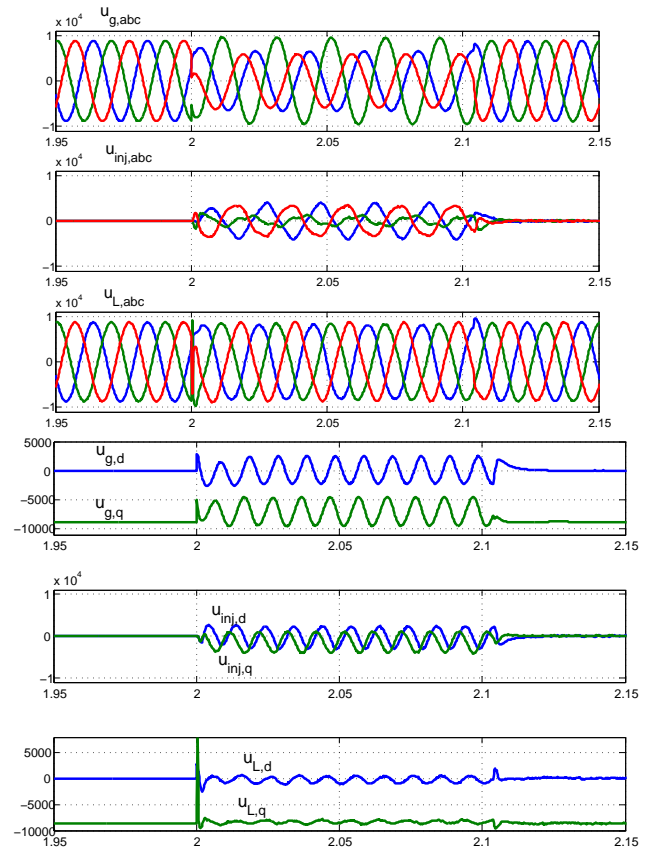 x 10^4
u_g,abc
1
0
−1
1.95 2 2.05 2.1 2.15
x 10^4
u_inj,abc
1
0
−1
1.95 2 2.05 2.1 2.15
x 10^4
u_L,abc
1
0
−1
1.95 2 2.05 2.1 2.15
5000
u_g,d
0
−5000
u_g,q
−10000
1.95 2 2.05 2.1 2.15
x 10^4
1
u_inj,d
0
u_inj,q
−1
1.95 2 2.05 2.1 2.15
5000
u_L,d
0
−5000
u_L,q
−10000
1.95 2 2.05 2.1 2.15